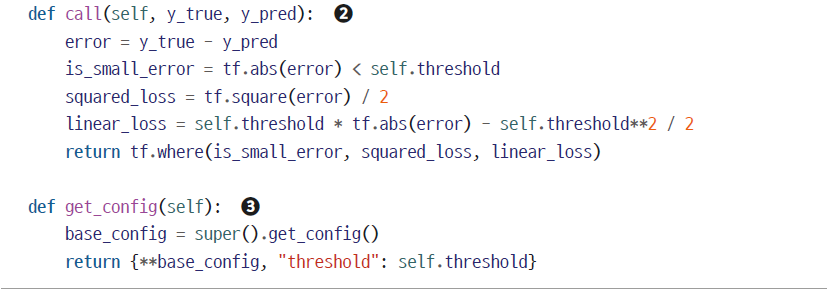 def call(self, y_true, y_pred): ❷
    error = y_true - y_pred
    is_small_error = tf.abs(error) < self.threshold
    squared_loss = tf.square(error) / 2
    linear_loss = self.threshold * tf.abs(error) - self.threshold**2 / 2
    return tf.where(is_small_error, squared_loss, linear_loss)

def get_config(self): ❸
    base_config = super().get_config()
    return {**base_config, "threshold": self.threshold}